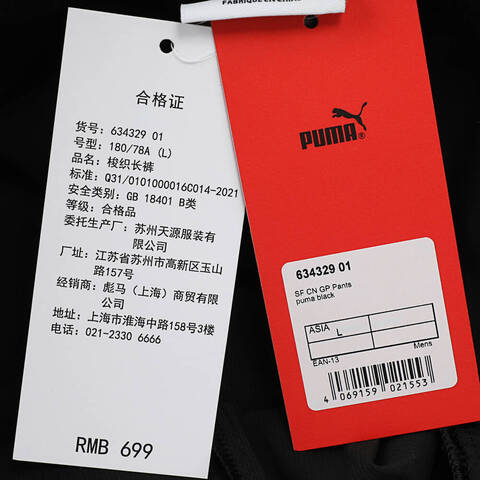 合格证
货号: 634329 01
号型: 180/78A (L)
品名: 梭织长裤
标准: Q31/0101000016C014-2021
安全类别: GB 18401 B类
等级: 合格品
委托生产厂: 苏州天源服装有
限公司
厂址: 江苏省苏州市高新区玉山
路157号
经销商: 彪马（上海）商贸有限
公司
地址: 上海市淮海中路158号3楼
电话: 021-2330 6666
RMB 699
PUMA
634329 01
SF CN GP Pants
puma black
ASIA L
EAN-13 Mens
4 069159 021553